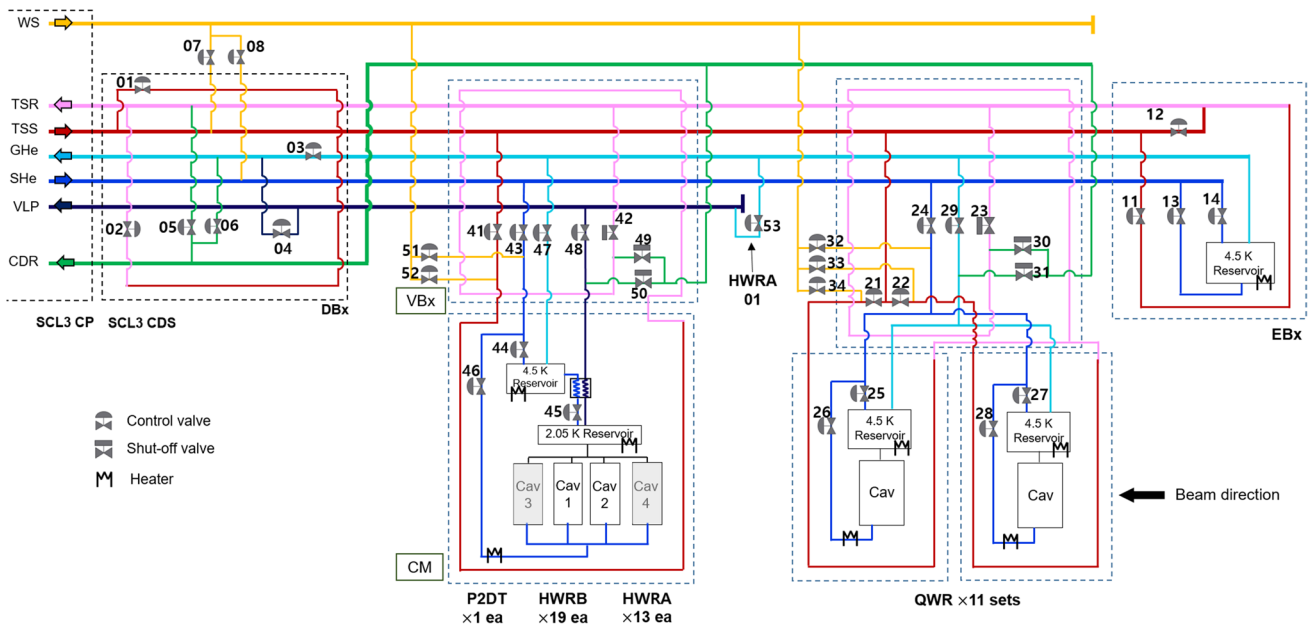 WS
07
08
01
TSR
TSS
12
GHe
03
SHe
VLP
02
05
06
04
41
43
47
48
42
53
24
29
23
11
13
14
CDR
51
52
49
50
HWRA
01
32
33
34
30
31
21
22
4.5 K
Reservoir
SCL3 CP
SCL3 CDS
DBx
VBx
EBx
44
46
4.5 K
Reservoir
45
2.05 K Reservoir
25
26
4.5 K
Reservoir
27
28
4.5 K
Reservoir
Control valve
Shut-off valve
Heater
Cav
3
Cav
1
Cav
2
Cav
4
Cav
Cav
Beam direction
CM
P2DT
×1 ea
HWRB
×19 ea
HWRA
×13 ea
QWR ×11 sets